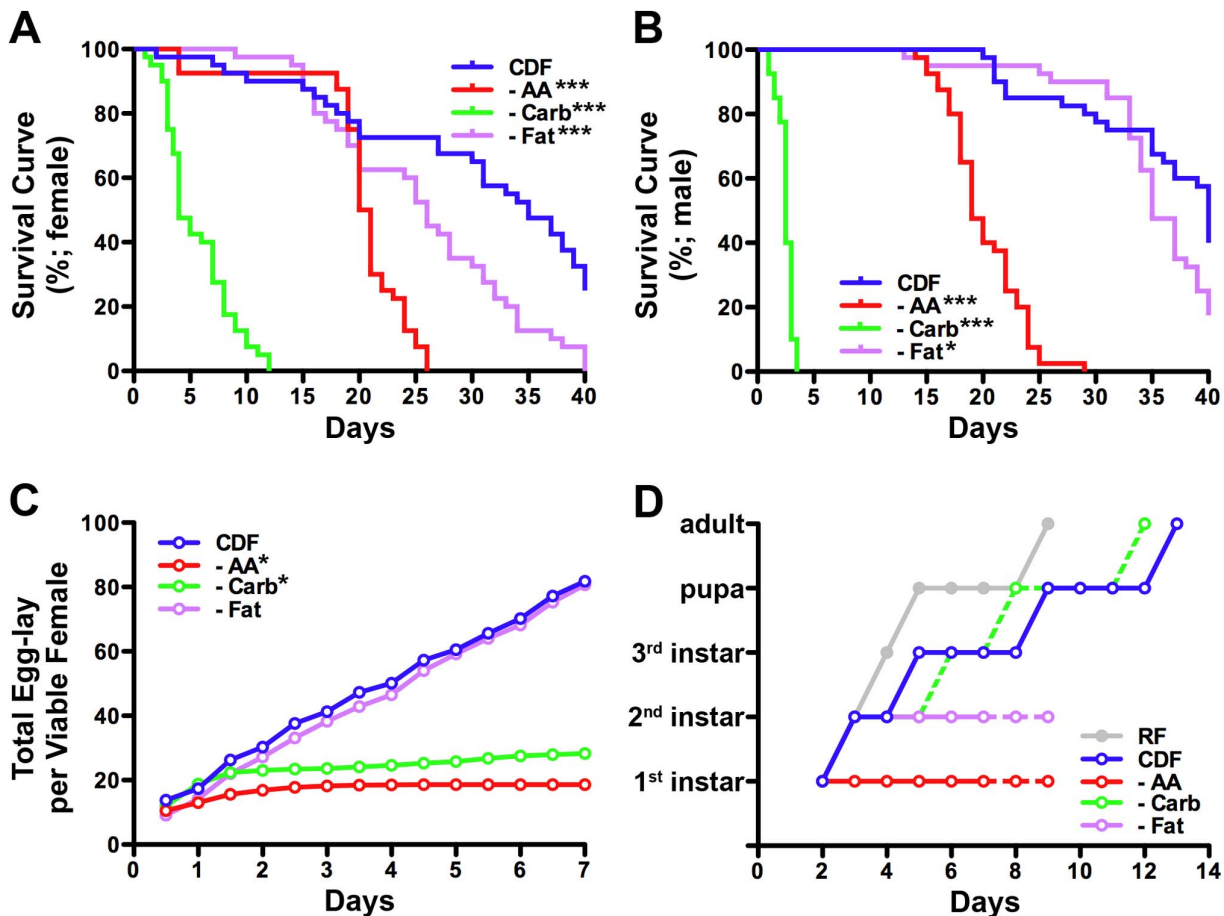 A
Survival Curve
(%; female)
100
80
60
40
20
0
CDF
- AA***
- Carb***
- Fat***
0 5 10 15 20 25 30 35 40
Days
B
Survival Curve
(%; male)
100
80
60
40
20
0
CDF
- AA***
- Carb***
- Fat*
0 5 10 15 20 25 30 35 40
Days
C
Total Egg-lay
per Viable Female
100
80
60
40
20
0
CDF
- AA*
- Carb*
- Fat
0 1 2 3 4 5 6 7
Days
D
adult
pupa
3rd instar
2nd instar
1st instar
RF
CDF
- AA
- Carb
- Fat
0 2 4 6 8 10 12 14
Days